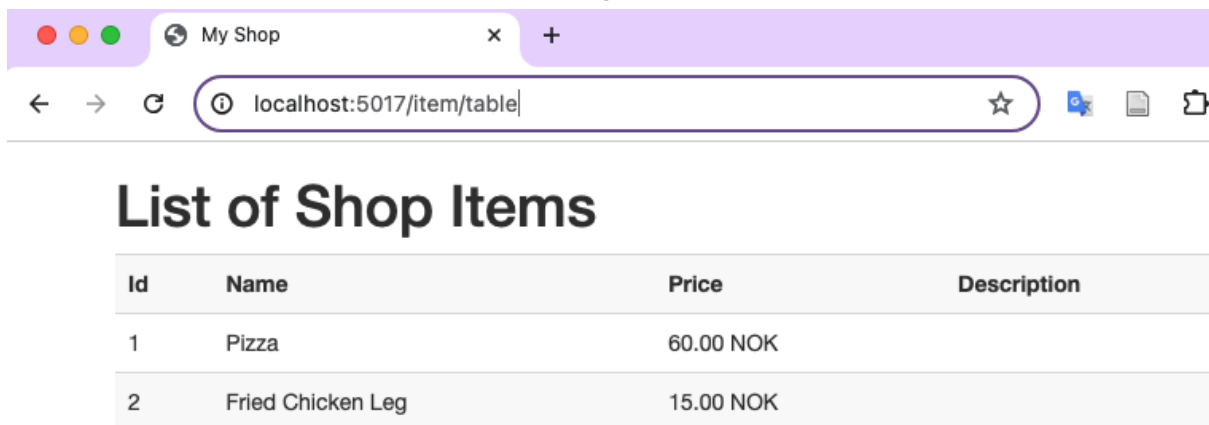 My Shop
localhost:5017/item/table
List of Shop Items
Id Name Price Description
1 Pizza 60.00 NOK
2 Fried Chicken Leg 15.00 NOK